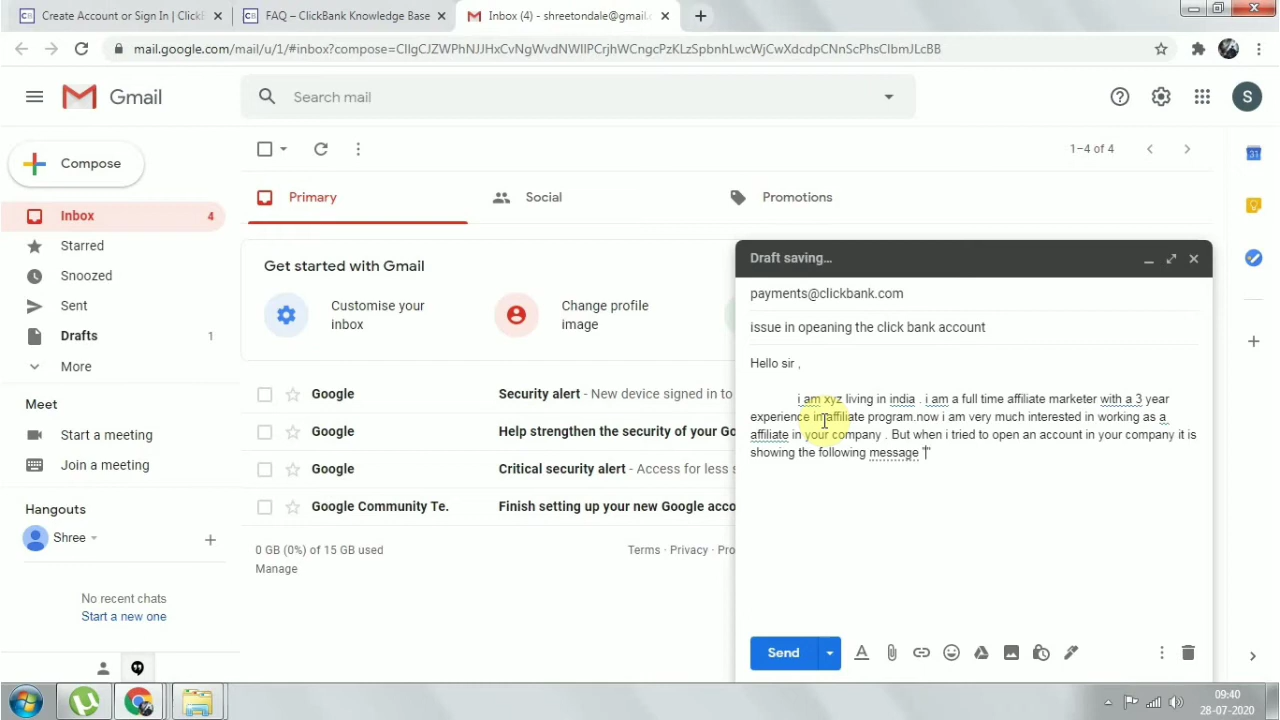 Create Account or Sign In | ClickB
FAQ – ClickBank Knowledge Base
Inbox (4) - shreetondale@gmail.c
mail.google.com/mail/u/1/#inbox?compose=
Gmail
Search mail
S
Compose
1–4 of 4
31
Primary
Social
Promotions
Inbox 4
Starred
Snoozed
Sent
Drafts 1
More
Get started with Gmail
Customise your
inbox
Change profile
image
Draft saving...
payments@clickbank.com
issue in opeaning the click bank account
Hello sir ,
i am xyz living in india . i am a full time affiliate marketer with a 3 year
experience in affiliate program.now i am very much interested in working as a
affiliate in your company . But when i tried to open an account in your company it is
showing the following message ""
Google Security alert - New device signed in to
Google Help strengthen the security of your Go
Google Critical security alert - Access for less s
Google Community Te. Finish setting up your new Google acco
Meet
Start a meeting
Join a meeting
Hangouts
Shree
0 GB (0%) of 15 GB used
Manage
Terms · Privacy · Pro
No recent chats
Start a new one
Send
09:40
28-07-2020